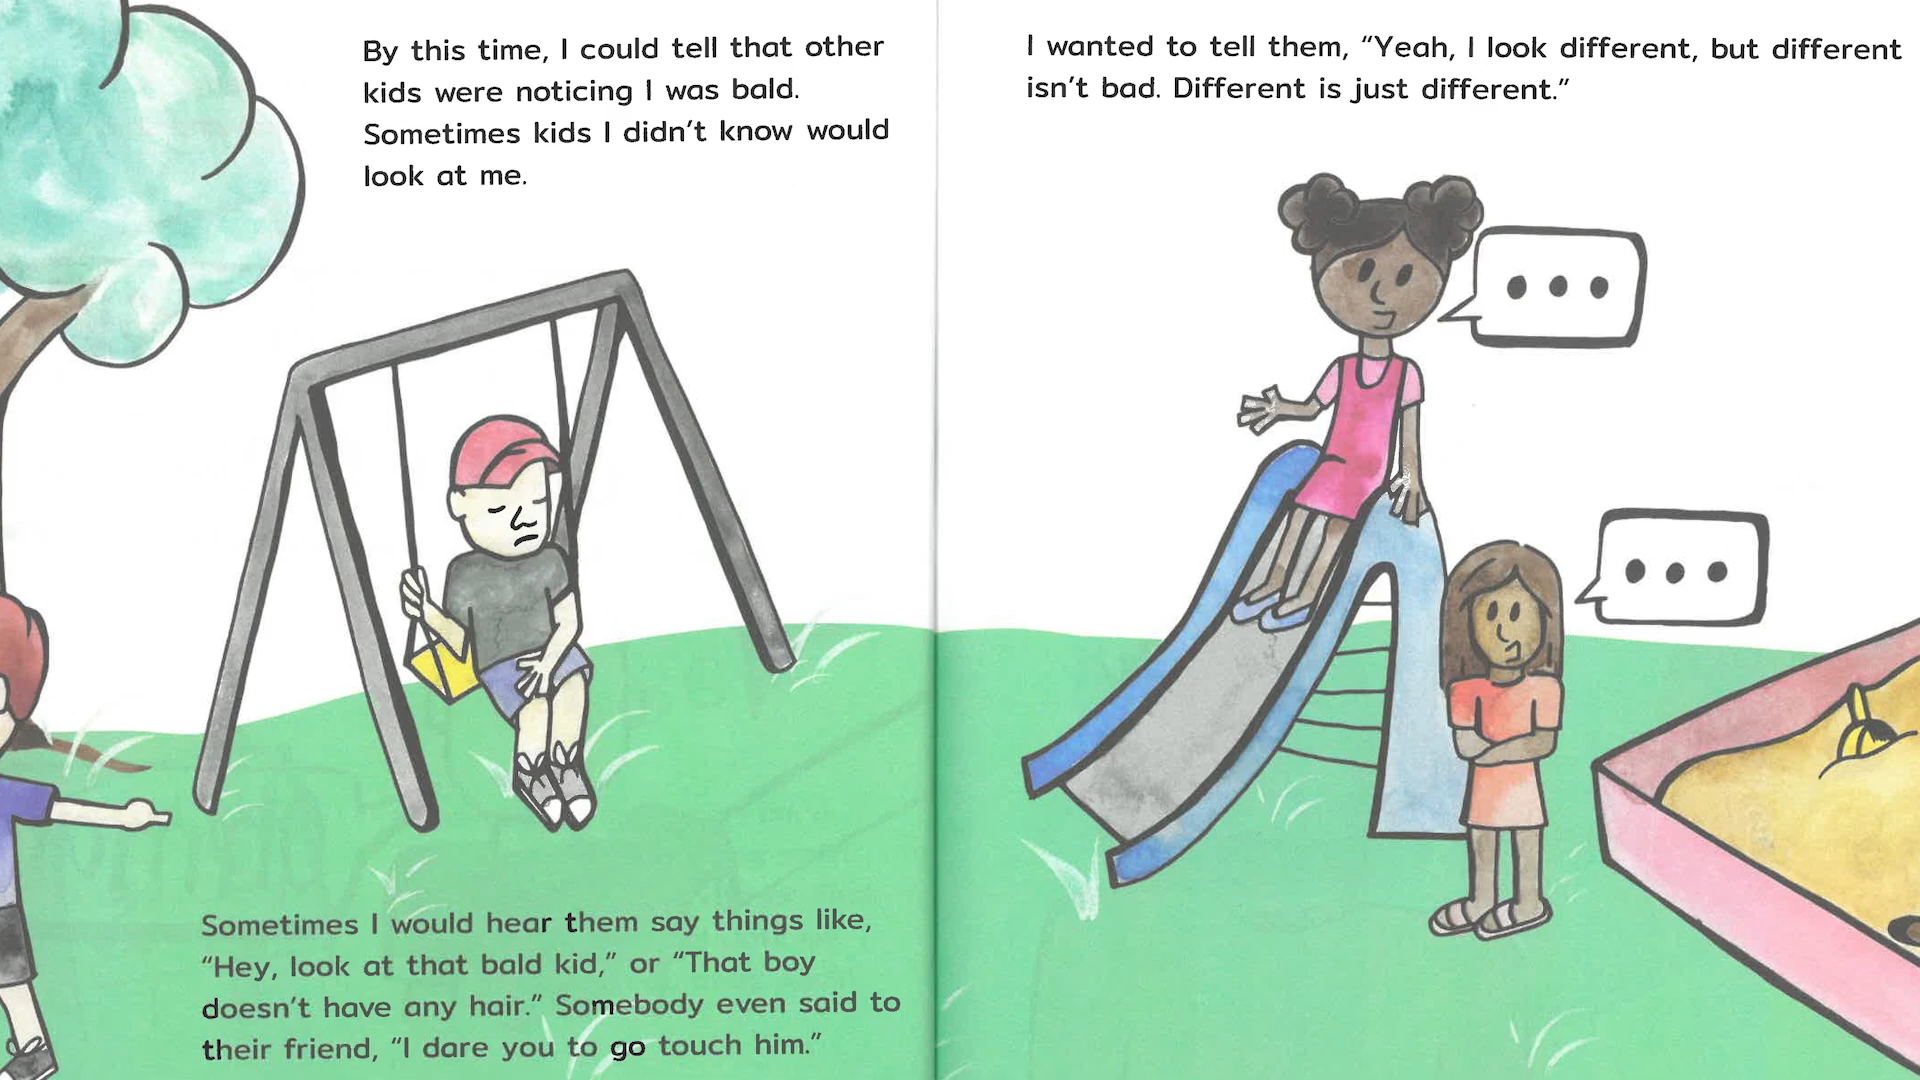 By this time, I could tell that other
kids were noticing I was bald.
Sometimes kids I didn't know would
look at me.
Sometimes I would hear them say things like,
"Hey, look at that bald kid," or "That boy
doesn't have any hair." Somebody even said to
their friend, "I dare you to go touch him."
I wanted to tell them, "Yeah, I look different, but different
isn't bad. Different is just different."